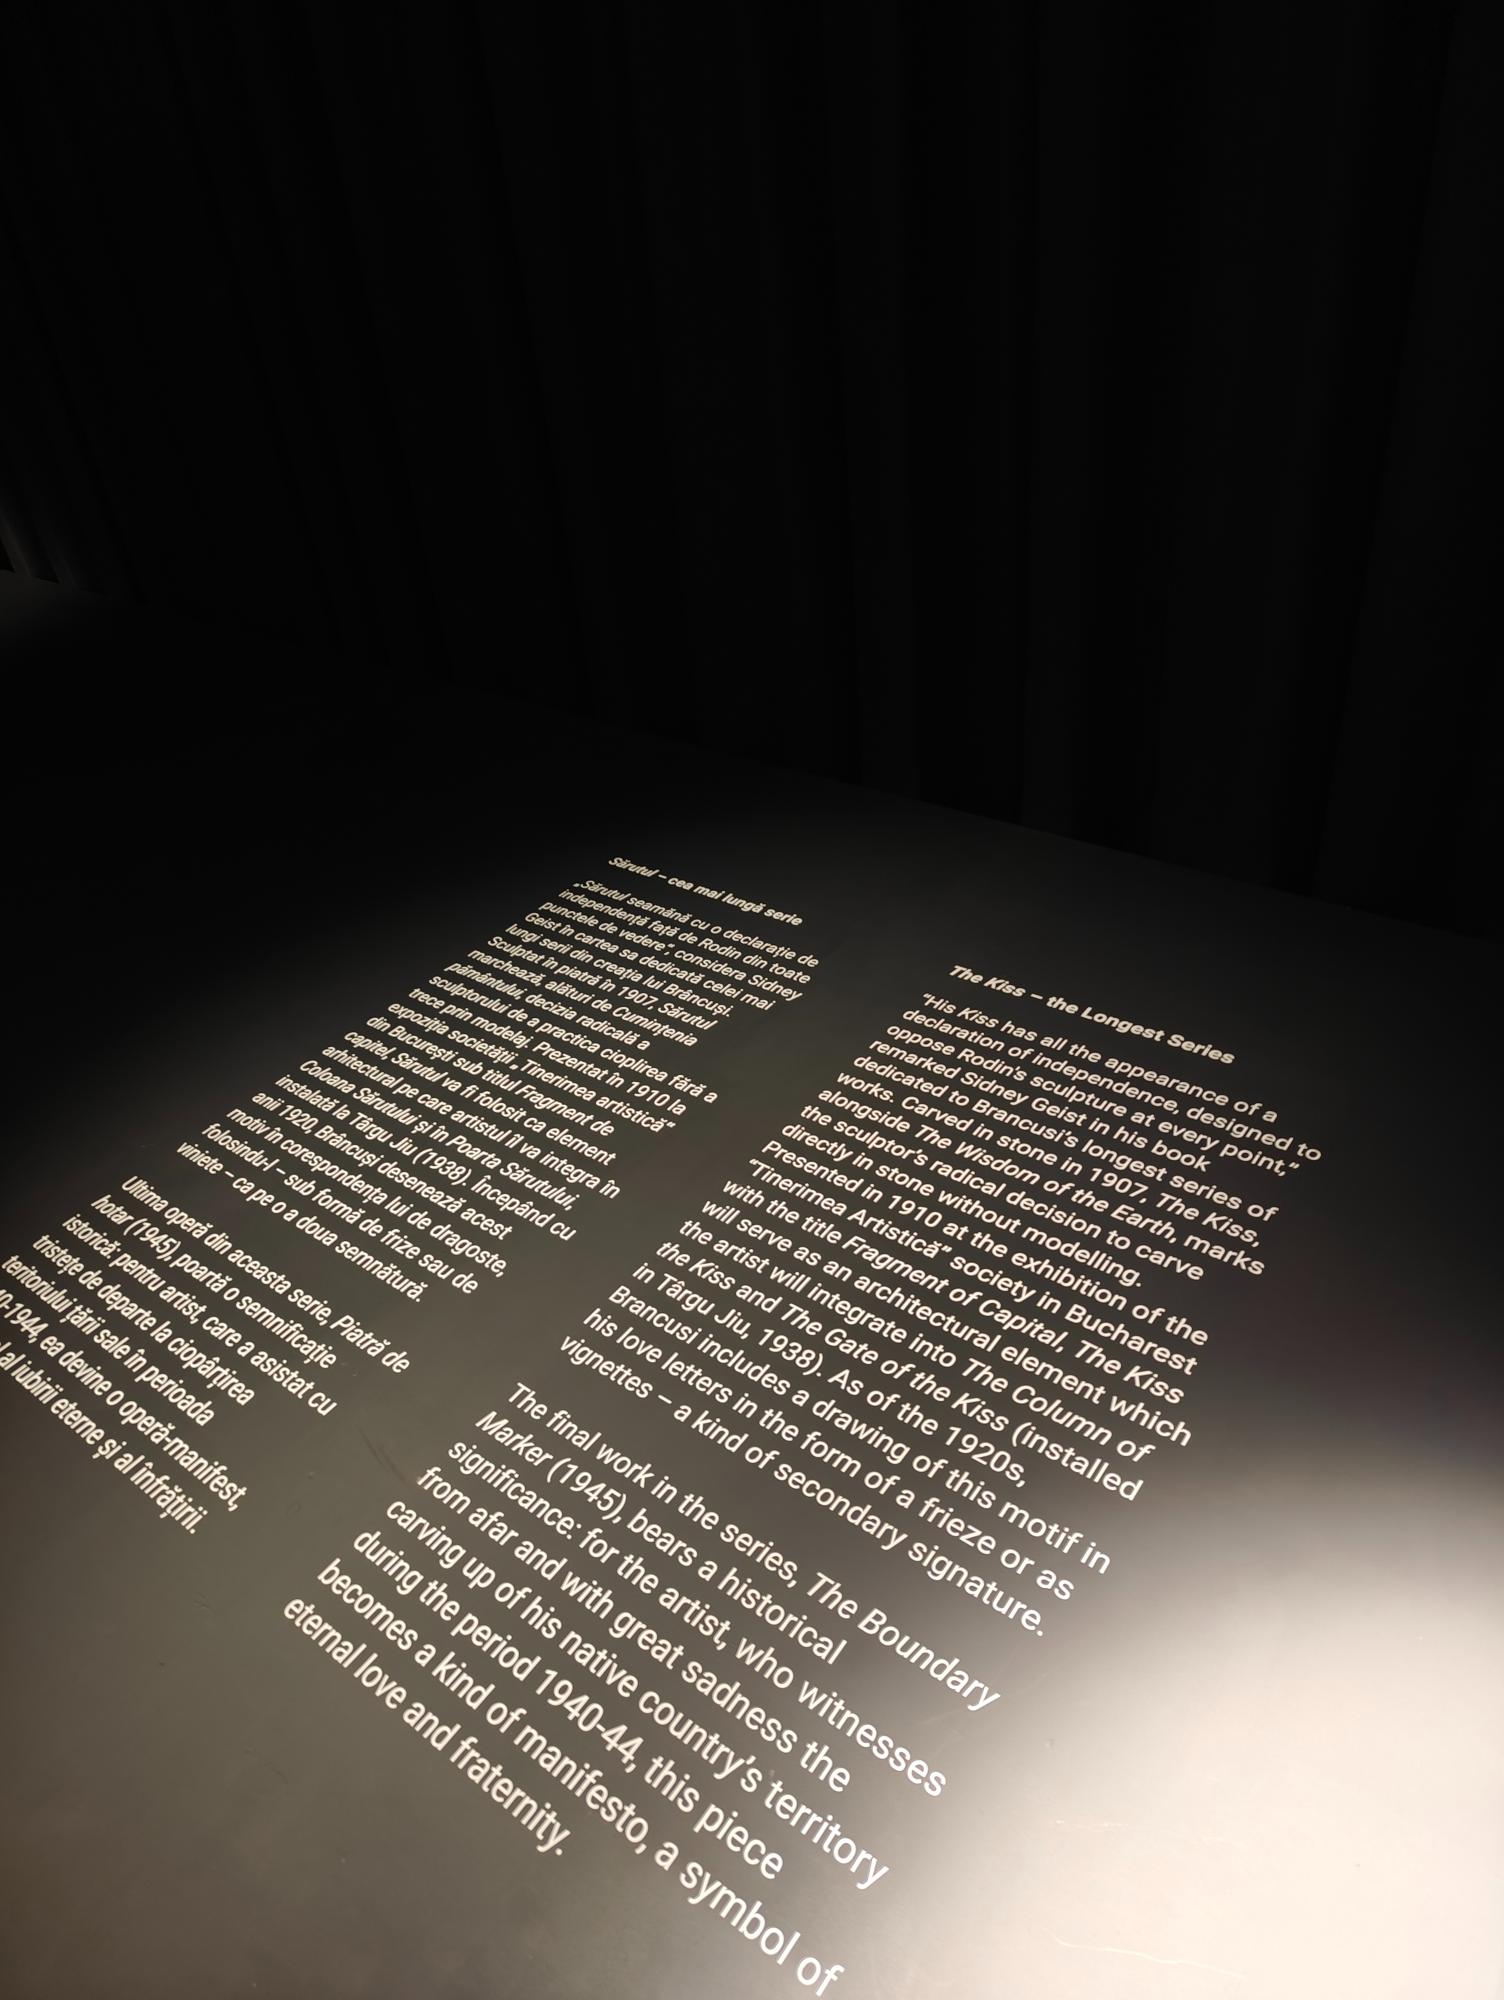 Sărutul – cea mai lungă serie
„Sărutul seamănă cu o declarație de
independență față de Rodin din toate
punctele de vedere”, considera Sidney
Geist în cartea sa dedicată celei mai
lungi serii din creația lui Brâncuși.
Sculptat în piatră în 1907, Sărutul
marchează, alături de Cumințenia
pământului, decizia radicală a
sculptorului de a practica cioplirea fără a
trece prin modelaj. Prezentat în 1910 la
expoziția societății „Tinerimea artistică”
din București sub titlul Fragment de
capitel, Sărutul va fi folosit ca element
arhitectural pe care artistul îl va integra în
Coloana Sărutului și în Poarta Sărutului,
instalată la Târgu Jiu (1938). Începând cu
anii 1920, Brâncuși desenează acest
motiv în corespondența lui de dragoste,
folosindu-l – sub formă de frize sau de
viniete – ca pe o a doua semnătură.
Ultima operă din aceasta serie, Piatră de
hotar (1945), poartă o semnificație
istorică: pentru artist, care a asistat cu
tristețe de departe la ciopârțirea
teritoriului țării sale în perioada
-1944, ea devine o operă-manifest,
al iubirii eterne și al înfrățirii.
The Kiss – the Longest Series
“His Kiss has all the appearance of a
declaration of independence, designed to
oppose Rodin's sculpture at every point,”
remarked Sidney Geist in his book
dedicated to Brancusi's longest series of
works. Carved in stone in 1907, The Kiss,
alongside The Wisdom of the Earth, marks
the sculptor's radical decision to carve
directly in stone without modelling.
Presented in 1910 at the exhibition of the
“Tinerimea Artistică” society in Bucharest
with the title Fragment of Capital, The Kiss
will serve as an architectural element which
the artist will integrate into The Column of
the Kiss and The Gate of the Kiss (installed
in Târgu Jiu, 1938). As of the 1920s,
Brancusi includes a drawing of this motif in
his love letters in the form of a frieze or as
vignettes – a kind of secondary signature.
The final work in the series, The Boundary
Marker (1945), bears a historical
significance: for the artist, who witnesses
from afar and with great sadness the
carving up of his native country's territory
during the period 1940-44, this piece
becomes a kind of manifesto, a symbol of
eternal love and fraternity.